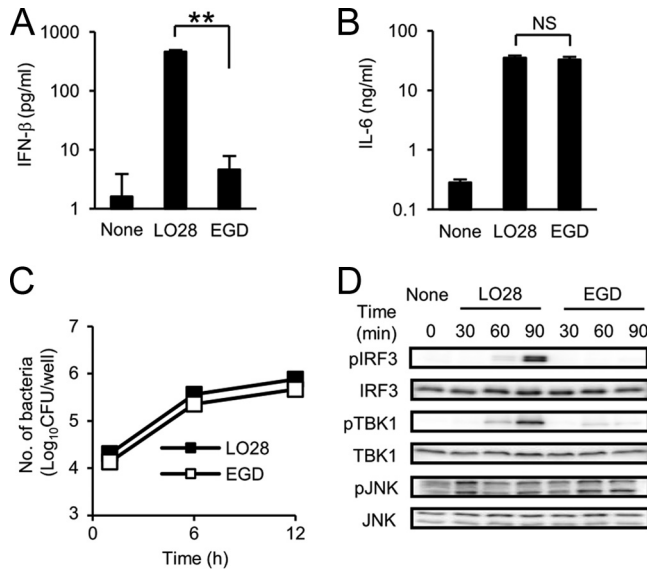 A
1000
100
10
1
IFN-β (pg/ml)
**
None LO28 EGD
B
100
10
1
0.1
IL-6 (ng/ml)
NS
None LO28 EGD
C
7
6
5
4
3
No. of bacteria
(Log10CFU/well)
LO28
EGD
0 6 12
Time (h)
D
None LO28 EGD
Time
(min) 0 30 60 90 30 60 90
pIRF3
IRF3
pTBK1
TBK1
pJNK
JNK